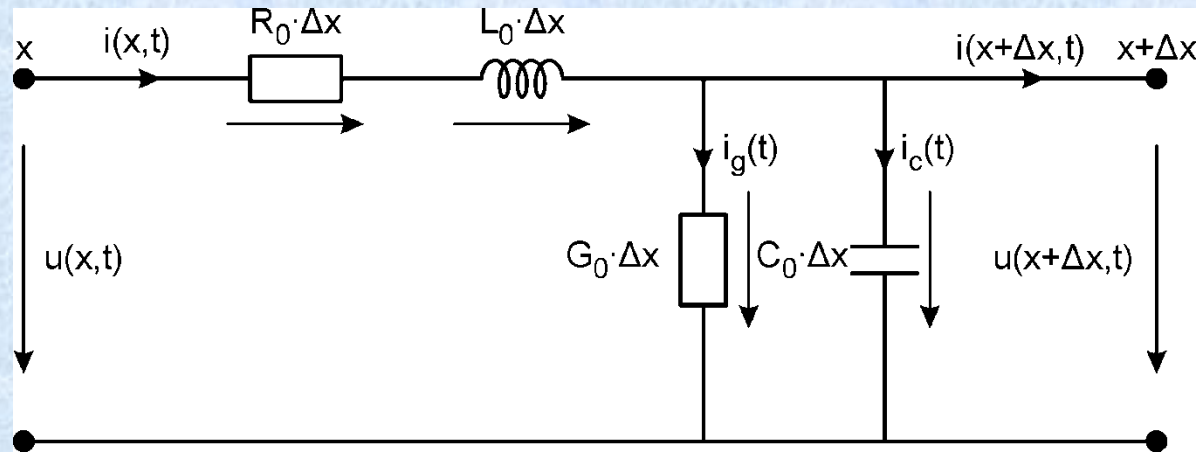 R₀·Δx
L₀·Δx
x
i(x,t)
i(x+Δx,t)
x+Δx
i_g(t)
i_c(t)
u(x,t)
G₀·Δx
C₀·Δx
u(x+Δx,t)